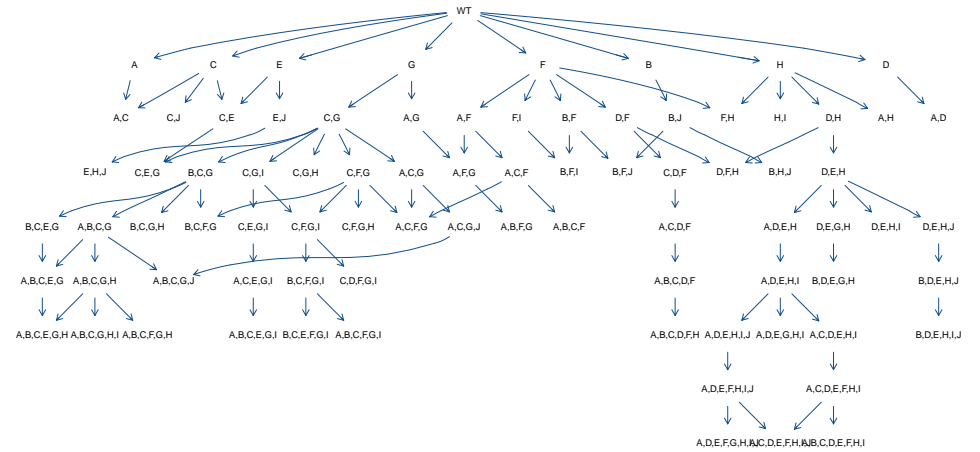 WT
A C E G F B H D
A,C C,J C,E E,J C,G A,G A,F F,I B,F D,F B,J F,H H,I D,H A,H A,D
E,H,J C,E,G B,C,G C,G,I C,G,H C,F,G A,C,G A,F,G A,C,F B,F,I B,F,J C,D,F D,F,H B,H,J D,E,H
B,C,E,G A,B,C,G B,C,G,H B,C,F,G C,E,G,I C,F,G,I C,F,G,H A,C,F,G A,C,G,J A,B,F,G A,B,C,F A,C,D,F A,D,E,H D,E,G,H D,E,H,I D,E,H,J
A,B,C,E,G A,B,C,G,H A,B,C,G,J A,C,E,G,I B,C,F,G,I C,D,F,G,I A,B,C,D,F A,D,E,H,I B,D,E,G,H B,D,E,H,J
A,B,C,E,G,H A,B,C,G,H,I A,B,C,F,G,H A,B,C,E,G,I B,C,E,F,G,I A,B,C,F,G,I A,B,C,D,F,H A,D,E,H,I,J A,D,E,G,H,I A,C,D,E,H,I B,D,E,H,I,J
A,D,E,F,H,I,J A,C,D,E,F,H,I